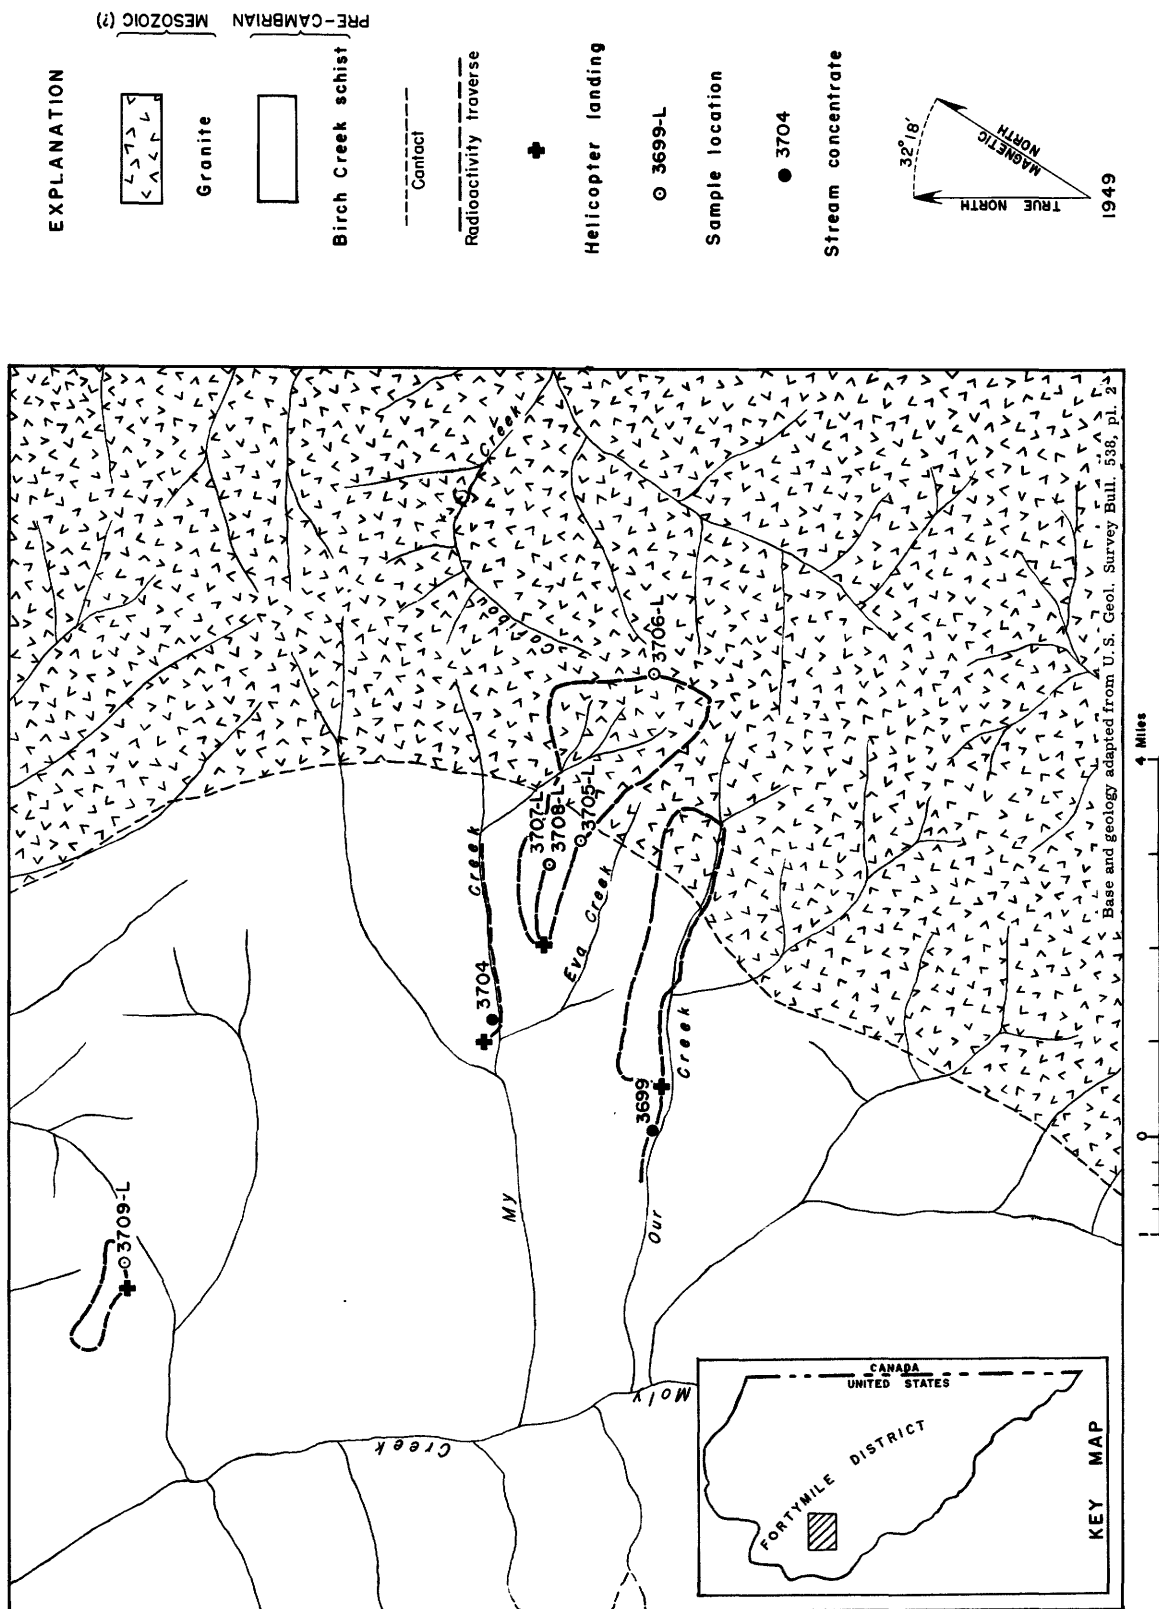 EXPLANATION
MESOZOIC (?)
Granite
PRE-CAMBRIAN
Birch Creek schist
Contact
Radioactivity traverse
Helicopter landing
3699-L
Sample location
3704
Stream concentrate
32°18'
TRUE NORTH
MAGNETIC
NORTH
1949
Caribou Creek
3706-L
3707-L
3708-L
3705-L
Eva Creek
My Creek
3704
3699
Our Creek
3709-L
Moly Creek
Base and geology adapted from U.S. Geol. Survey Bull. 538, pl. 2
1 0 4 Miles
CANADA
UNITED STATES
FORTYMILE DISTRICT
KEY MAP